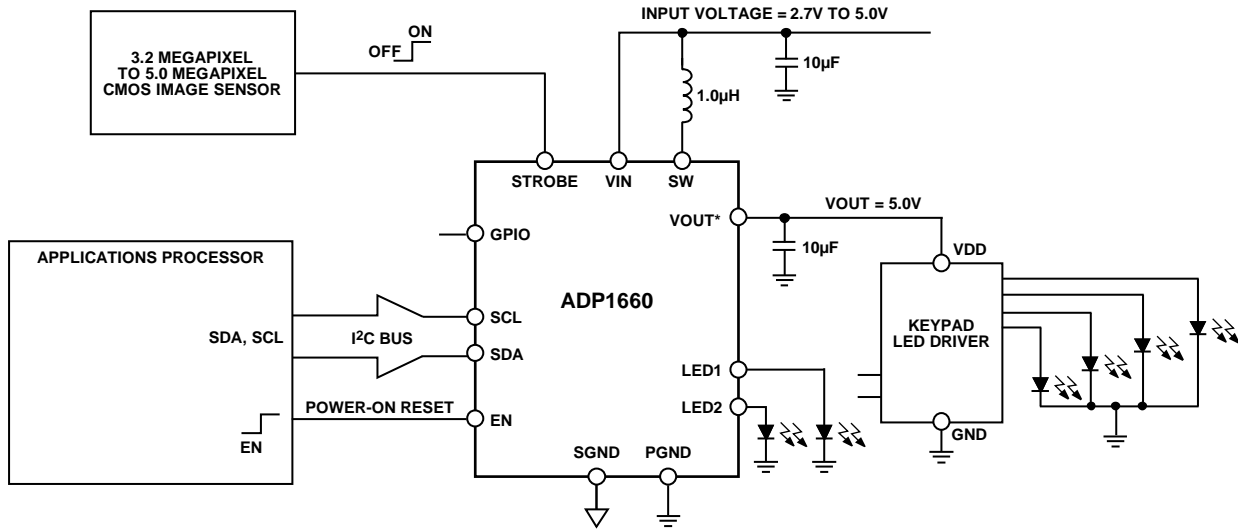 INPUT VOLTAGE = 2.7V TO 5.0V
3.2 MEGAPIXEL
TO 5.0 MEGAPIXEL
CMOS IMAGE SENSOR
ON
OFF
10µF
1.0µH
STROBE
VIN
SW
VOUT*
VOUT = 5.0V
GPIO
10µF
VDD
APPLICATIONS PROCESSOR
ADP1660
SCL
SDA, SCL
I²C BUS
SDA
KEYPAD
LED DRIVER
LED1
LED2
POWER-ON RESET
EN
EN
GND
SGND
PGND